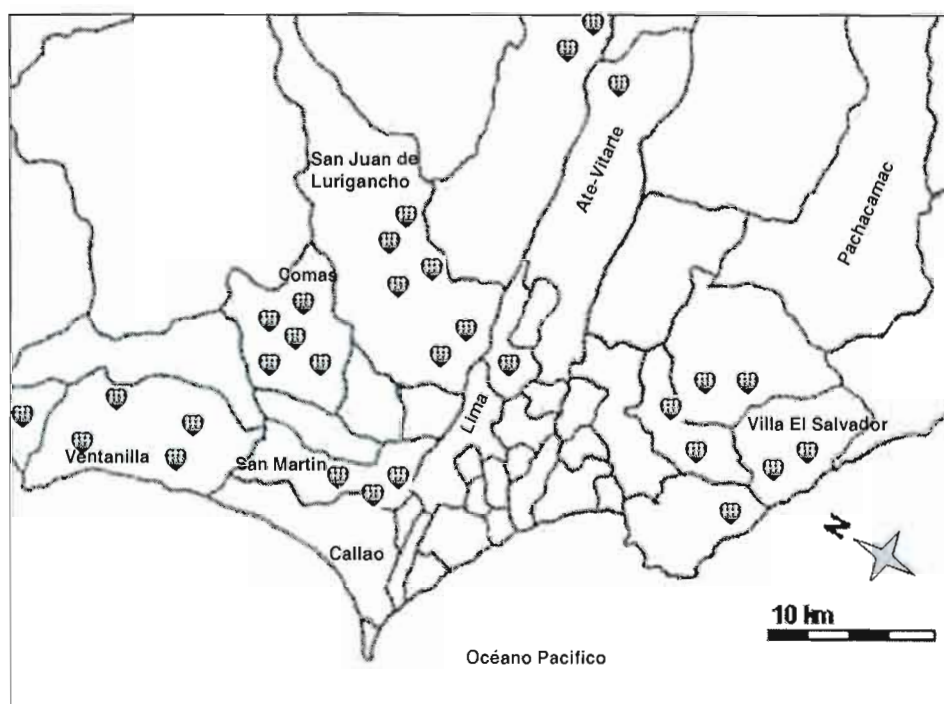 San Juan de
Lurigancho
Ate-Vitarte
Pachacamac
Comas
Lima
Villa El Salvador
Ventanilla
San Martin
Callao
N
10 km
Océano Pacifico